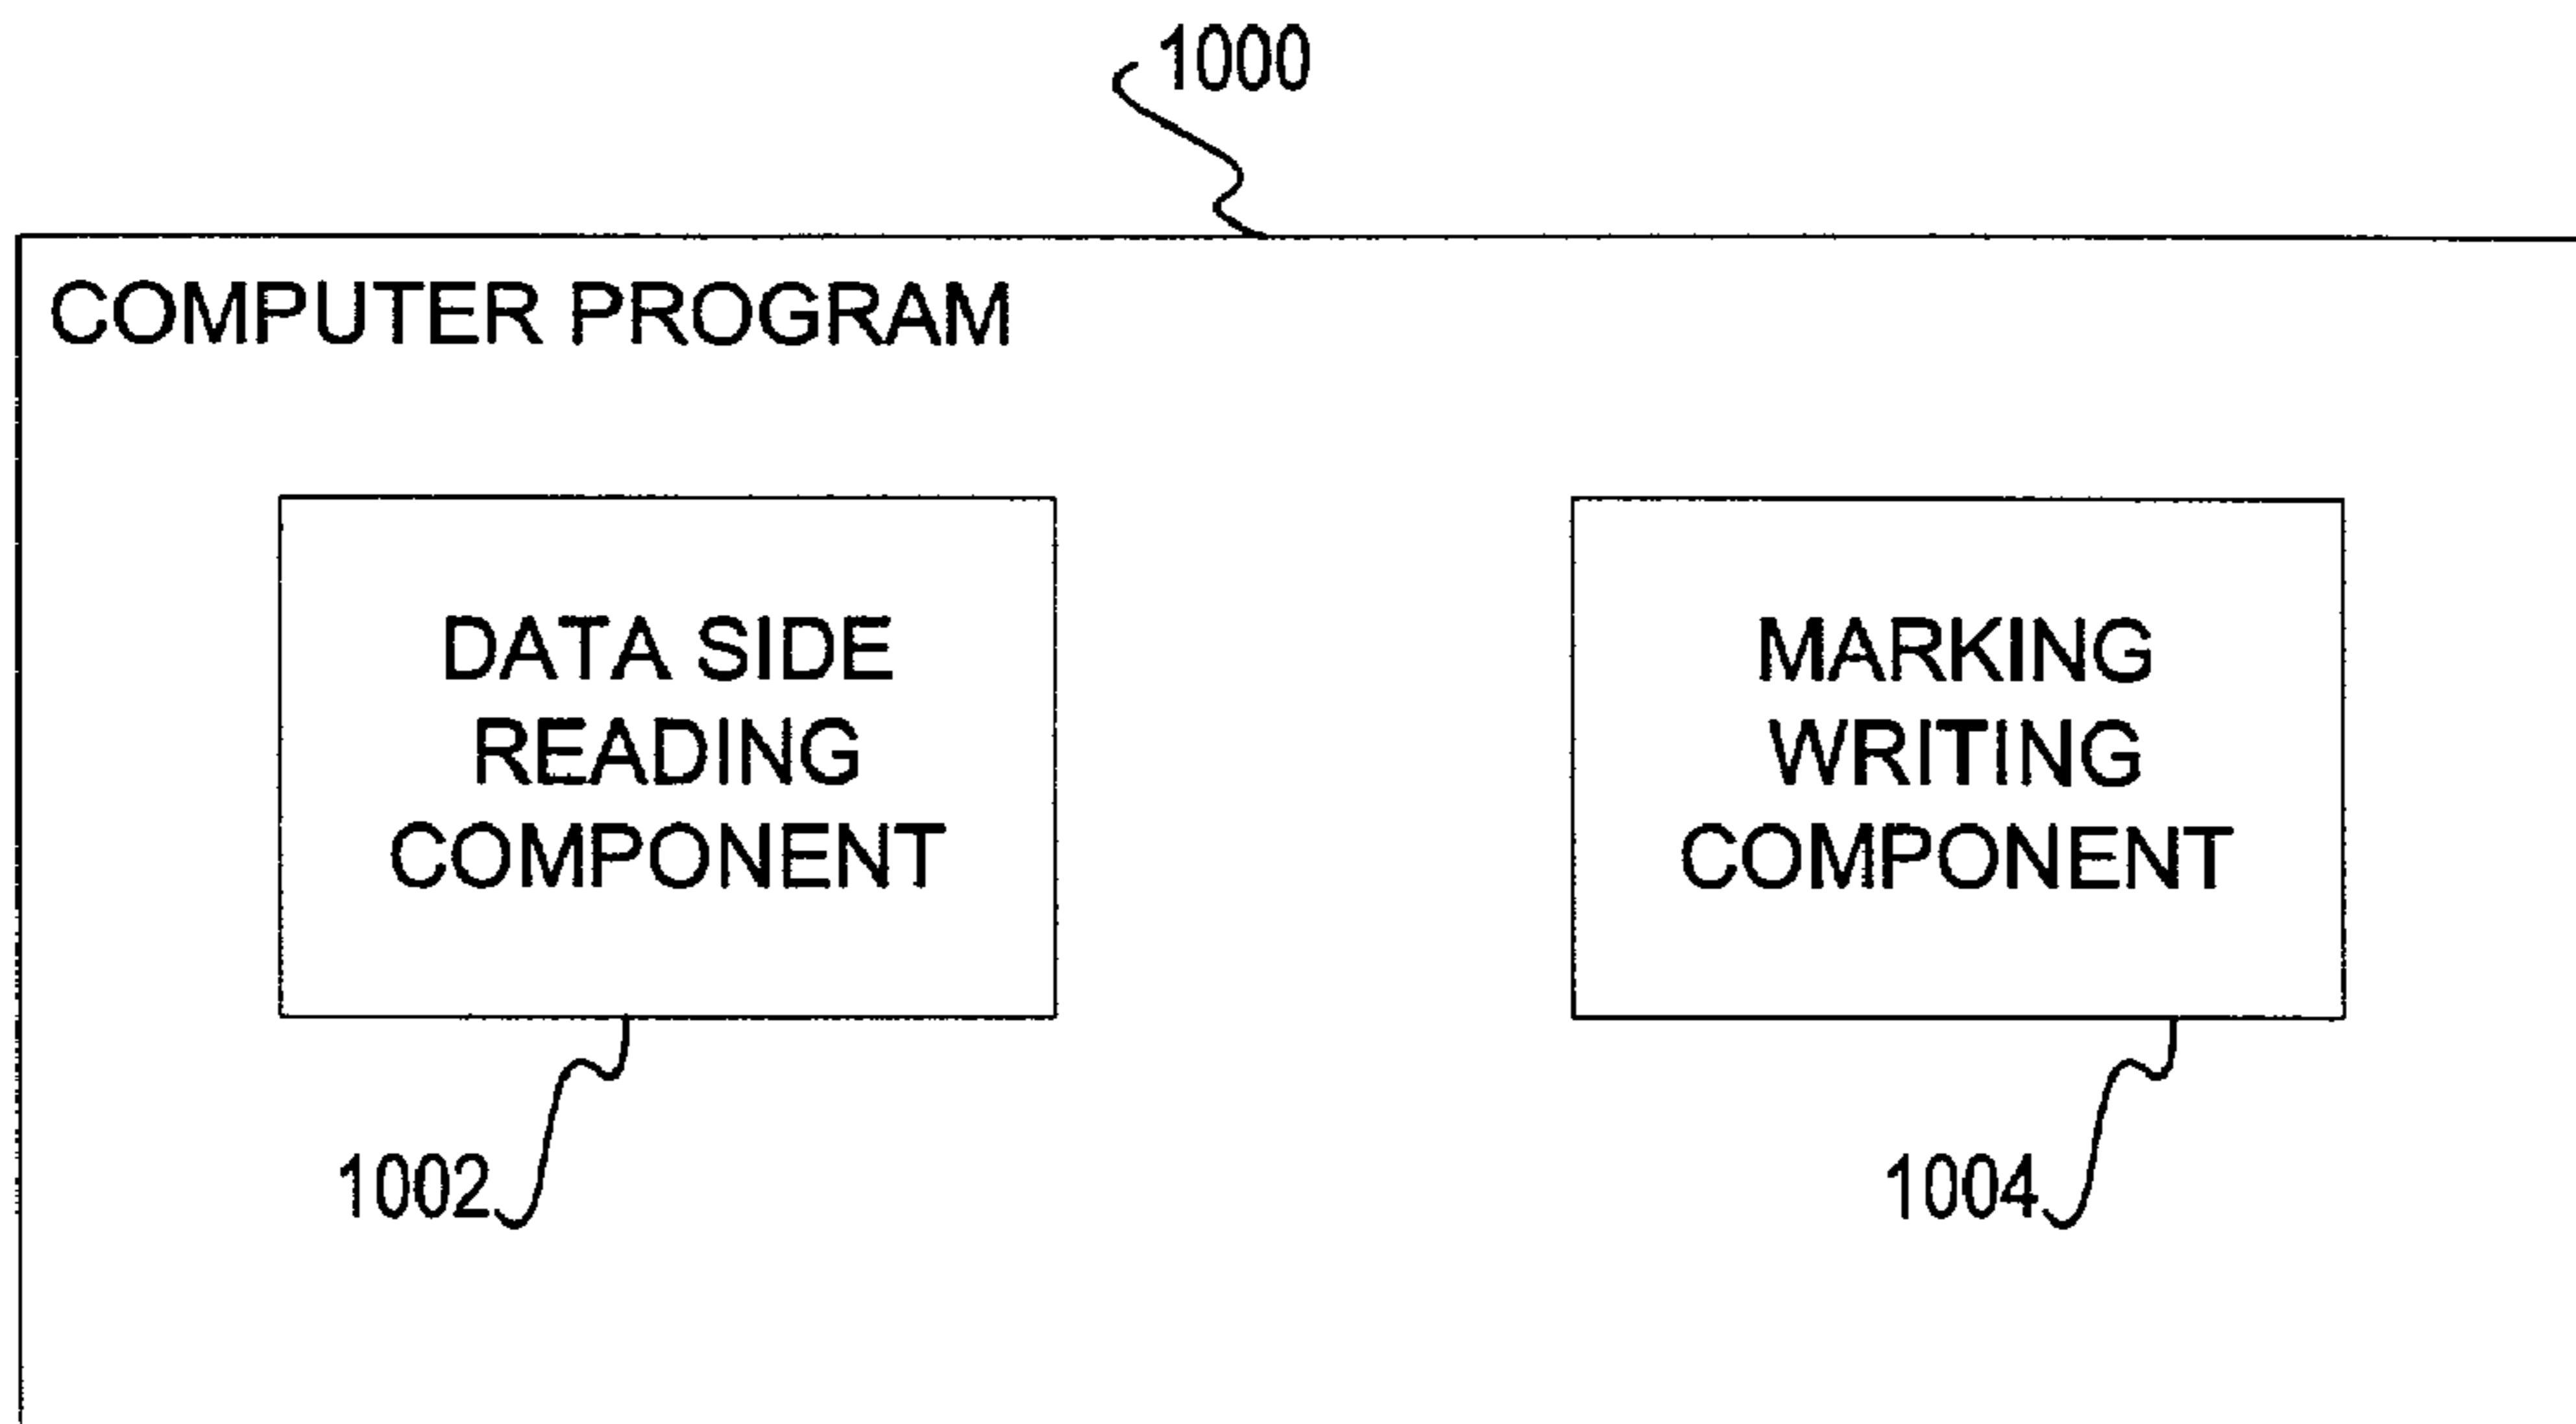 1000
COMPUTER PROGRAM
DATA SIDE
READING
COMPONENT
MARKING
WRITING
COMPONENT
1002
1004